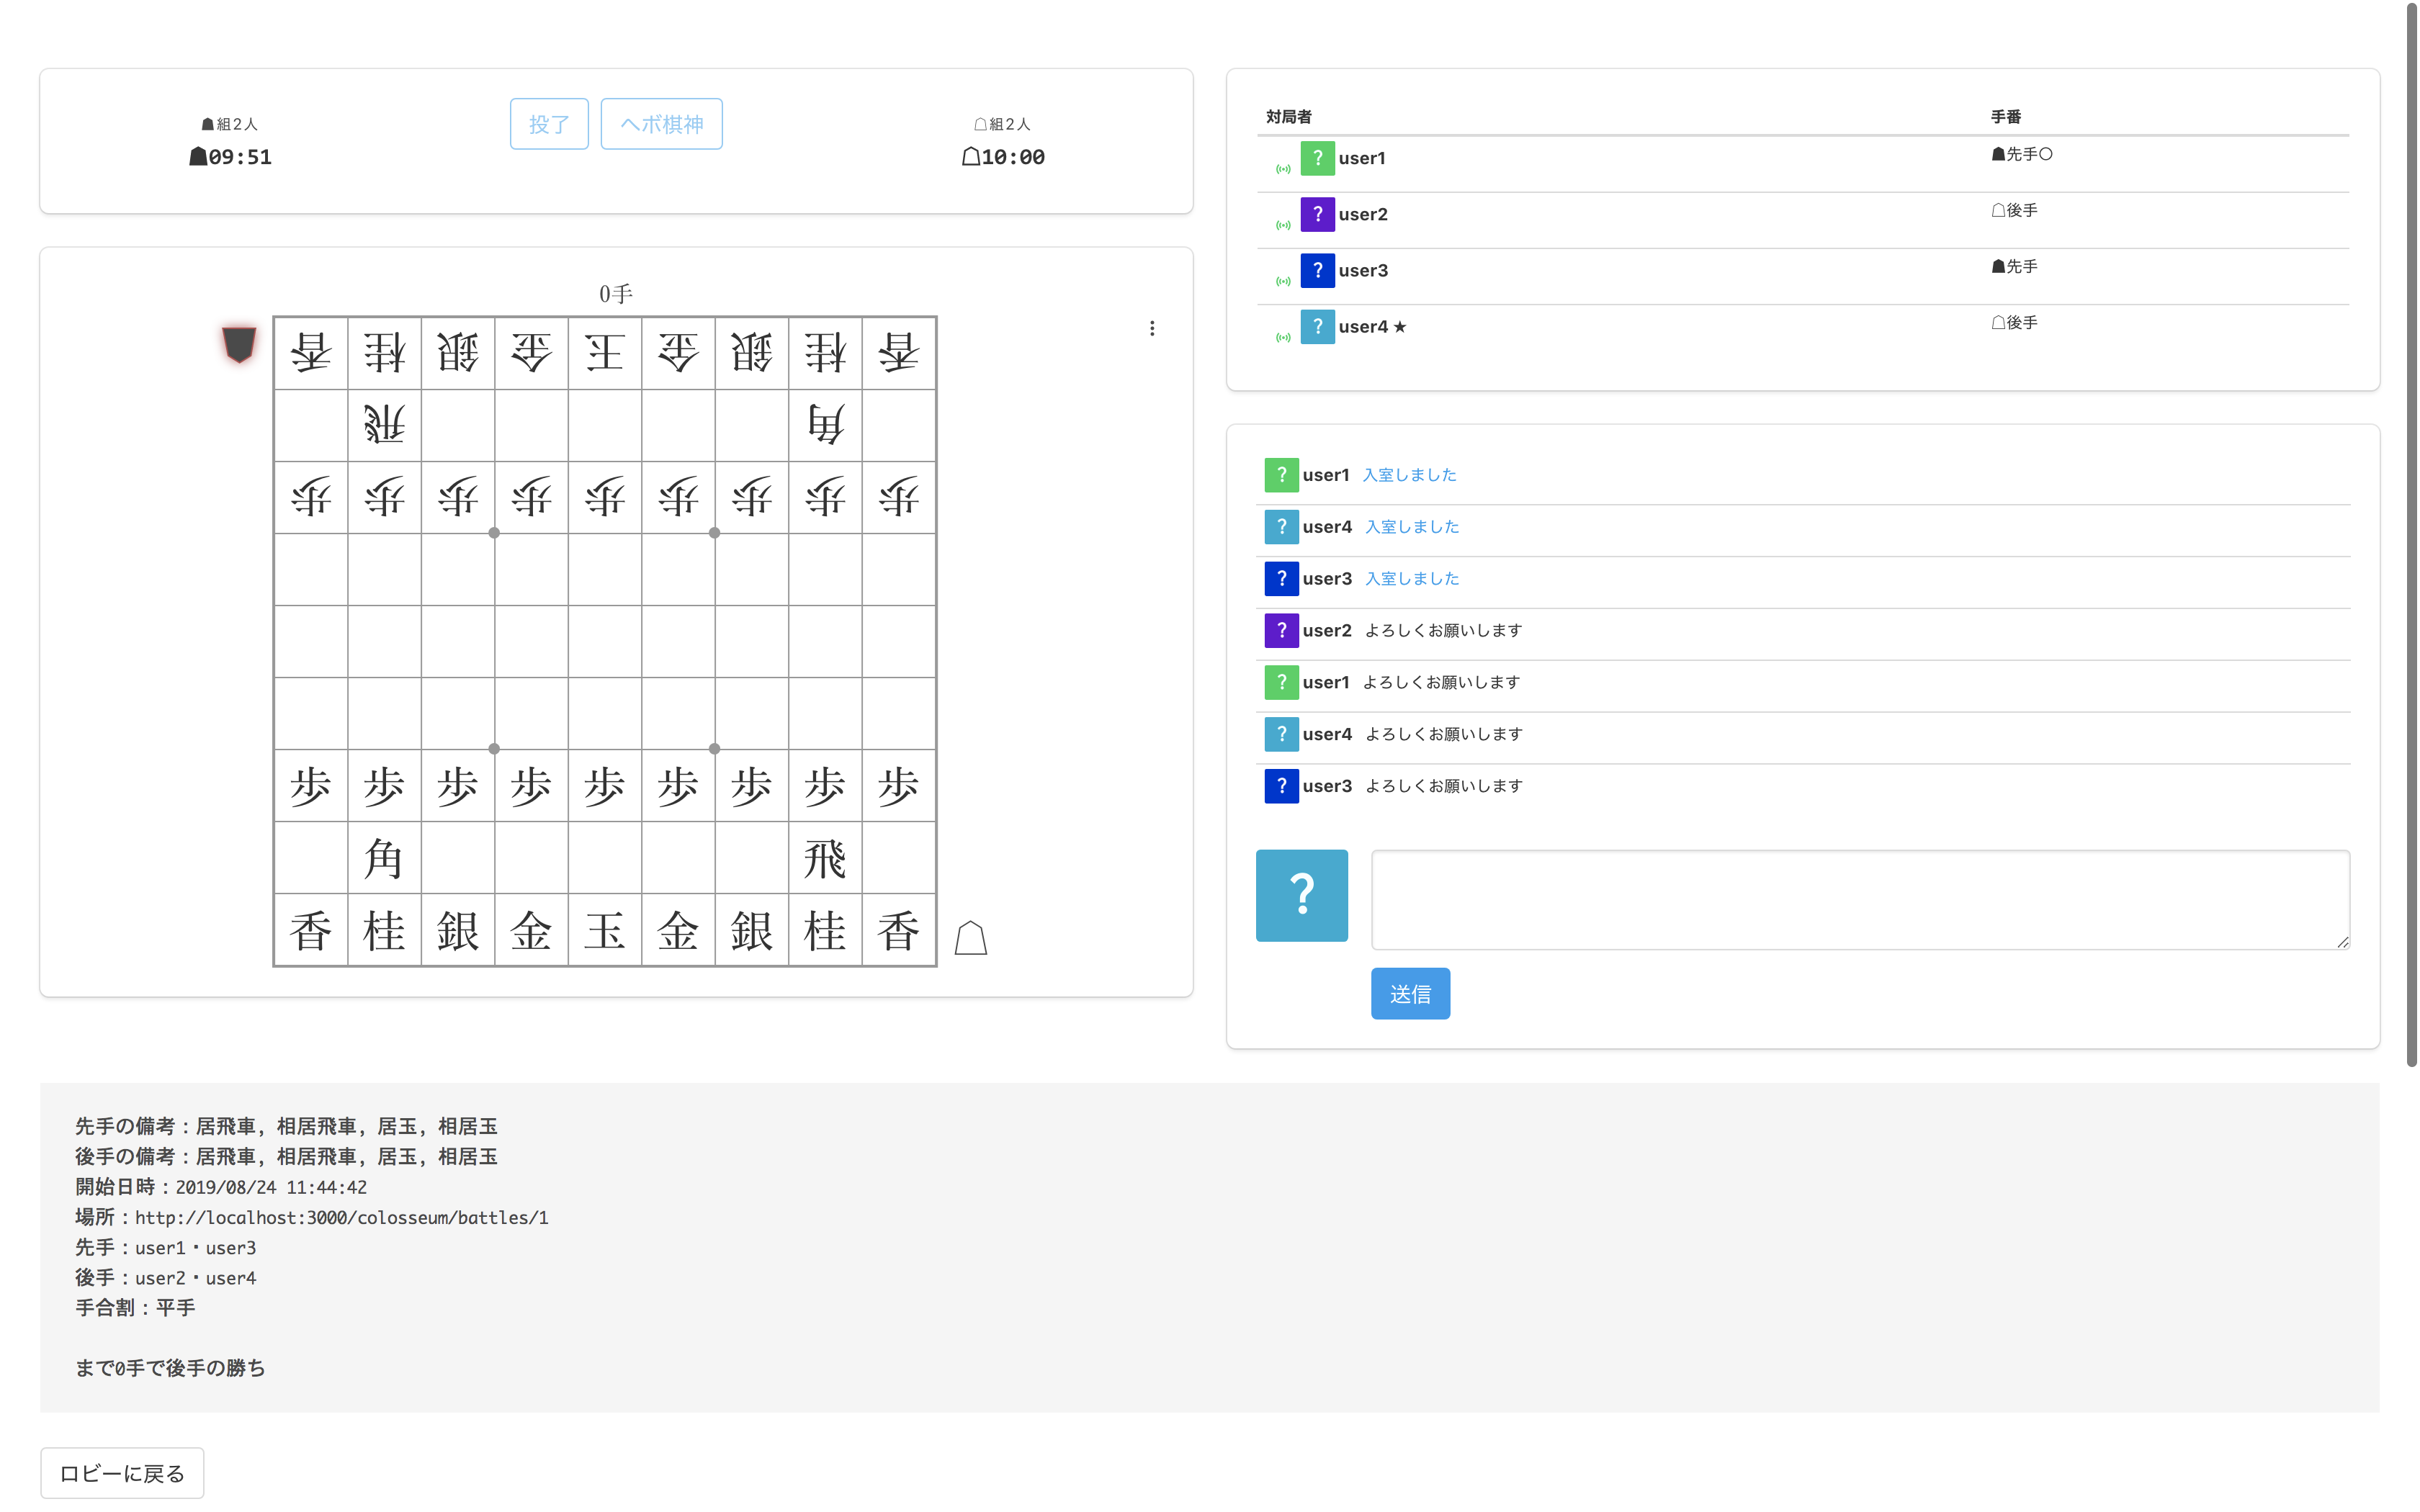 ☗組2人
☗09:51
投了
ヘボ棋神
☖組2人
☖10:00
0手
香桂銀金王金銀桂香
飛角
歩歩歩歩歩歩歩歩歩
歩歩歩歩歩歩歩歩歩
角飛
香桂銀金玉金銀桂香
対局者 手番
? user1 ☗先手○
? user2 ☖後手
? user3 ☗先手
? user4 ★ ☖後手
? user1 入室しました
? user4 入室しました
? user3 入室しました
? user2 よろしくお願いします
? user1 よろしくお願いします
? user4 よろしくお願いします
? user3 よろしくお願いします
?
送信
先手の備考：居飛車, 相居飛車, 居玉, 相居玉
後手の備考：居飛車, 相居飛車, 居玉, 相居玉
開始日時：2019/08/24 11:44:42
場所：http://localhost:3000/colosseum/battles/1
先手：user1・user3
後手：user2・user4
手合割：平手
まで0手で後手の勝ち
ロビーに戻る